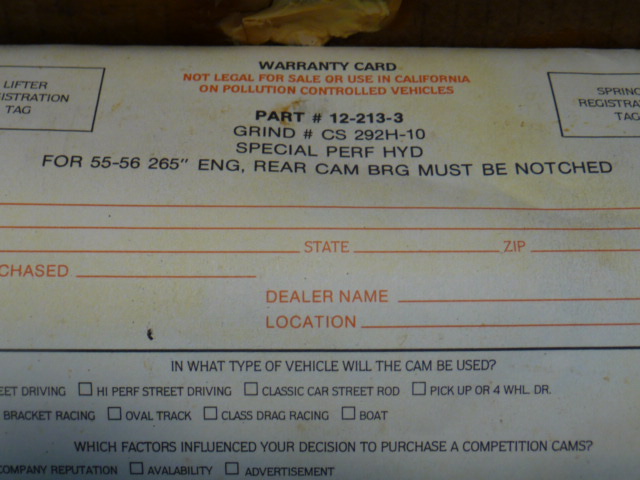 WARRANTY CARD
NOT LEGAL FOR SALE OR USE IN CALIFORNIA
ON POLLUTION CONTROLLED VEHICLES
LIFTER
ISTRATION
TAG
SPRING
REGISTRA
TAG
PART # 12-213-3
GRIND # CS 292H-10
SPECIAL PERF HYD
FOR 55-56 265" ENG, REAR CAM BRG MUST BE NOTCHED
STATE ZIP
CHASED
DEALER NAME
LOCATION
IN WHAT TYPE OF VEHICLE WILL THE CAM BE USED?
EET DRIVING ☐ HI PERF STREET DRIVING ☐ CLASSIC CAR STREET ROD ☐ PICK UP OR 4 WHL. DR.
BRACKET RACING ☐ OVAL TRACK ☐ CLASS DRAG RACING ☐ BOAT
WHICH FACTORS INFLUENCED YOUR DECISION TO PURCHASE A COMPETITION CAMS?
COMPANY REPUTATION ☐ AVALABILITY ☐ ADVERTISEMENT